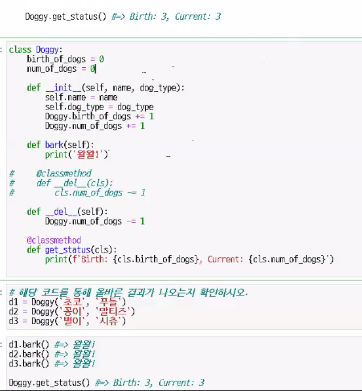 Doggy.get_status() #=> Birth: 3, Current: 3
class Doggy:
birth_of_dogs = 0
num_of_dogs = 0
def __init__(self, name, dog_type):
self.name = name
self.dog_type = dog_type
Doggy.birth_of_dogs += 1
Doggy.num_of_dogs += 1
def bark(self):
print('왈왈!')
# @classmethod
# def __del__(cls):
# cls.num_of_dogs -= 1
def __del__(self):
Doggy.num_of_dogs -= 1
@classmethod
def get_status(cls):
print(f'Birth: {cls.birth_of_dogs}, Current: {cls.num_of_dogs}')
# 해당 코드를 통해 올바른 결과가 나오는지 확인하시오.
d1 = Doggy('초코', '푸들')
d2 = Doggy('꽁이', '말티즈')
d3 = Doggy('별이', '시츄')
d1.bark() #=> 왈왈!
d2.bark() #=> 왈왈!
d3.bark() #=> 왈왈!
Doggy.get_status() #=> Birth: 3, Current: 3